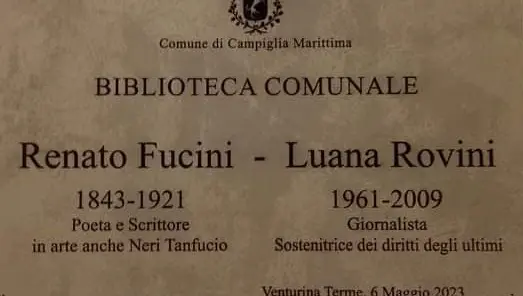 Comune di Campiglia Marittima
BIBLIOTECA COMUNALE
Renato Fucini - Luana Rovini
1843-1921 1961-2009
Poeta e Scrittore Giornalista
in arte anche Neri Tanfucio Sostenitrice dei diritti degli ultimi
Venturina Terme, 6 Maggio 2023